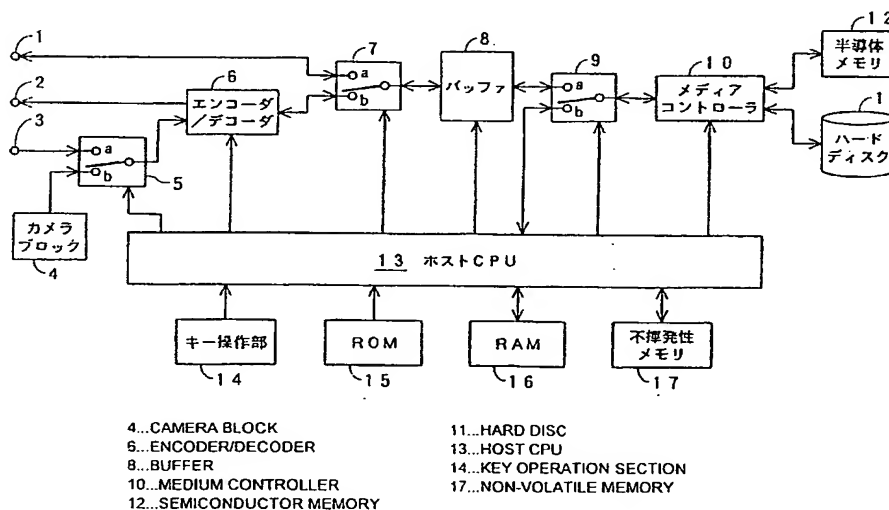 1
2
3
4
カメラ
ブロック
5
a
b
6
エンコーダ
/デコーダ
7
a
b
8
バッファ
9
a
b
10
メディア
コントローラ
12
半導体
メモリ
1
ハード
ディスク
13 ホストCPU
キー操作部
14
ROM
15
RAM
16
不揮発性
メモリ
17
4...CAMERA BLOCK
6...ENCODER/DECODER
8...BUFFER
10...MEDIUM CONTROLLER
12...SEMICONDUCTOR MEMORY
11...HARD DISC
13...HOST CPU
14...KEY OPERATION SECTION
17...NON-VOLATILE MEMORY